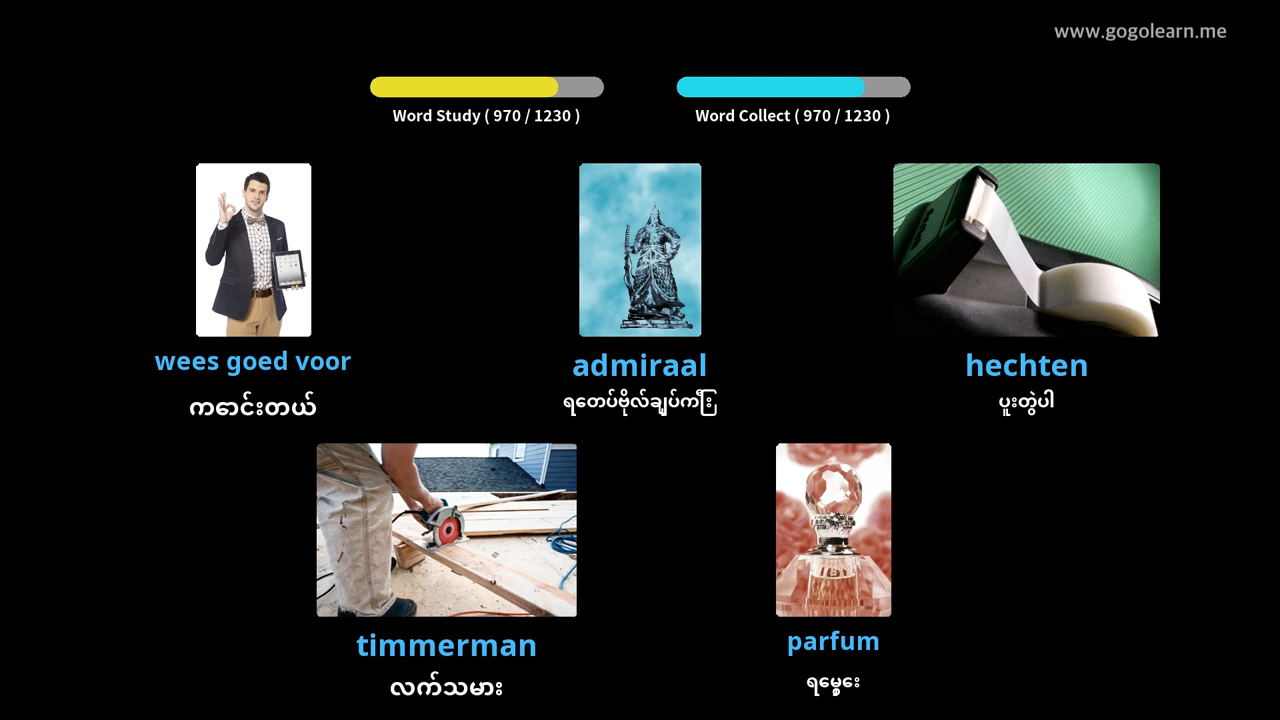 www.gogolearn.me
Word Study ( 970 / 1230 )
Word Collect ( 970 / 1230 )
wees goed voor
ကောင်းတယ်
admiraal
ရေတပ်ဗိုလ်ချုပ်ကြီး
hechten
ပူးတွဲပါ
timmerman
လက်သမား
parfum
ရေမွှေး